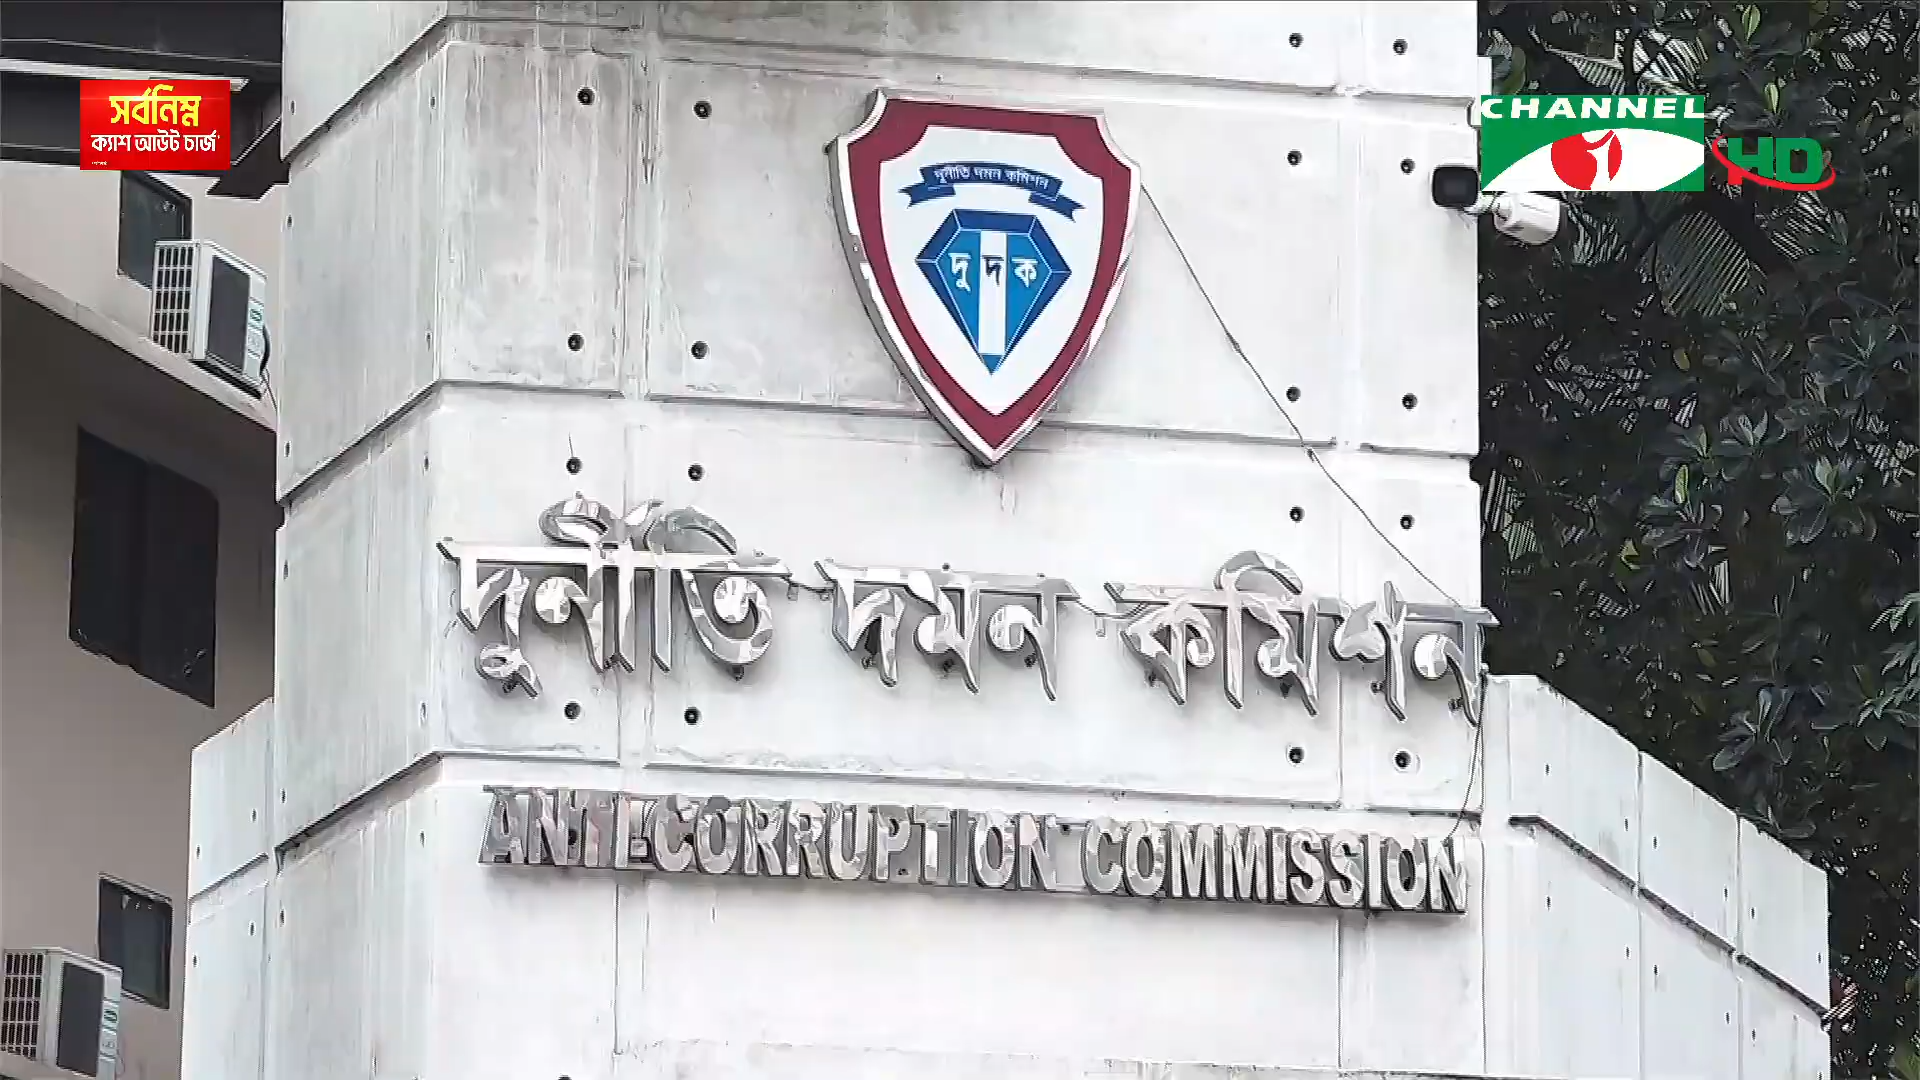 সর্বনিম্ন
ক্যাশ আউট চার্জ
CHANNEL
HD
দুর্নীতি দমন কমিশন
দুদক
দুর্নীতি দমন কমিশন
ANTI-CORRUPTION COMMISSION